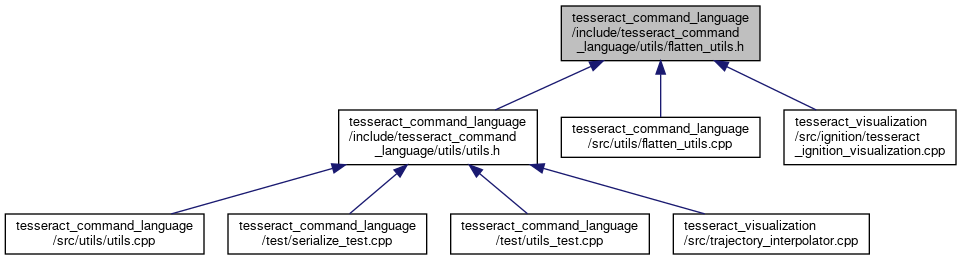 tesseract_command_language
/include/tesseract_command
_language/utils/flatten_utils.h
tesseract_command_language
/include/tesseract_command
_language/utils/utils.h
tesseract_command_language
/src/utils/flatten_utils.cpp
tesseract_visualization
/src/ignition/tesseract
_ignition_visualization.cpp
tesseract_command_language
/src/utils/utils.cpp
tesseract_command_language
/test/serialize_test.cpp
tesseract_command_language
/test/utils_test.cpp
tesseract_visualization
/src/trajectory_interpolator.cpp